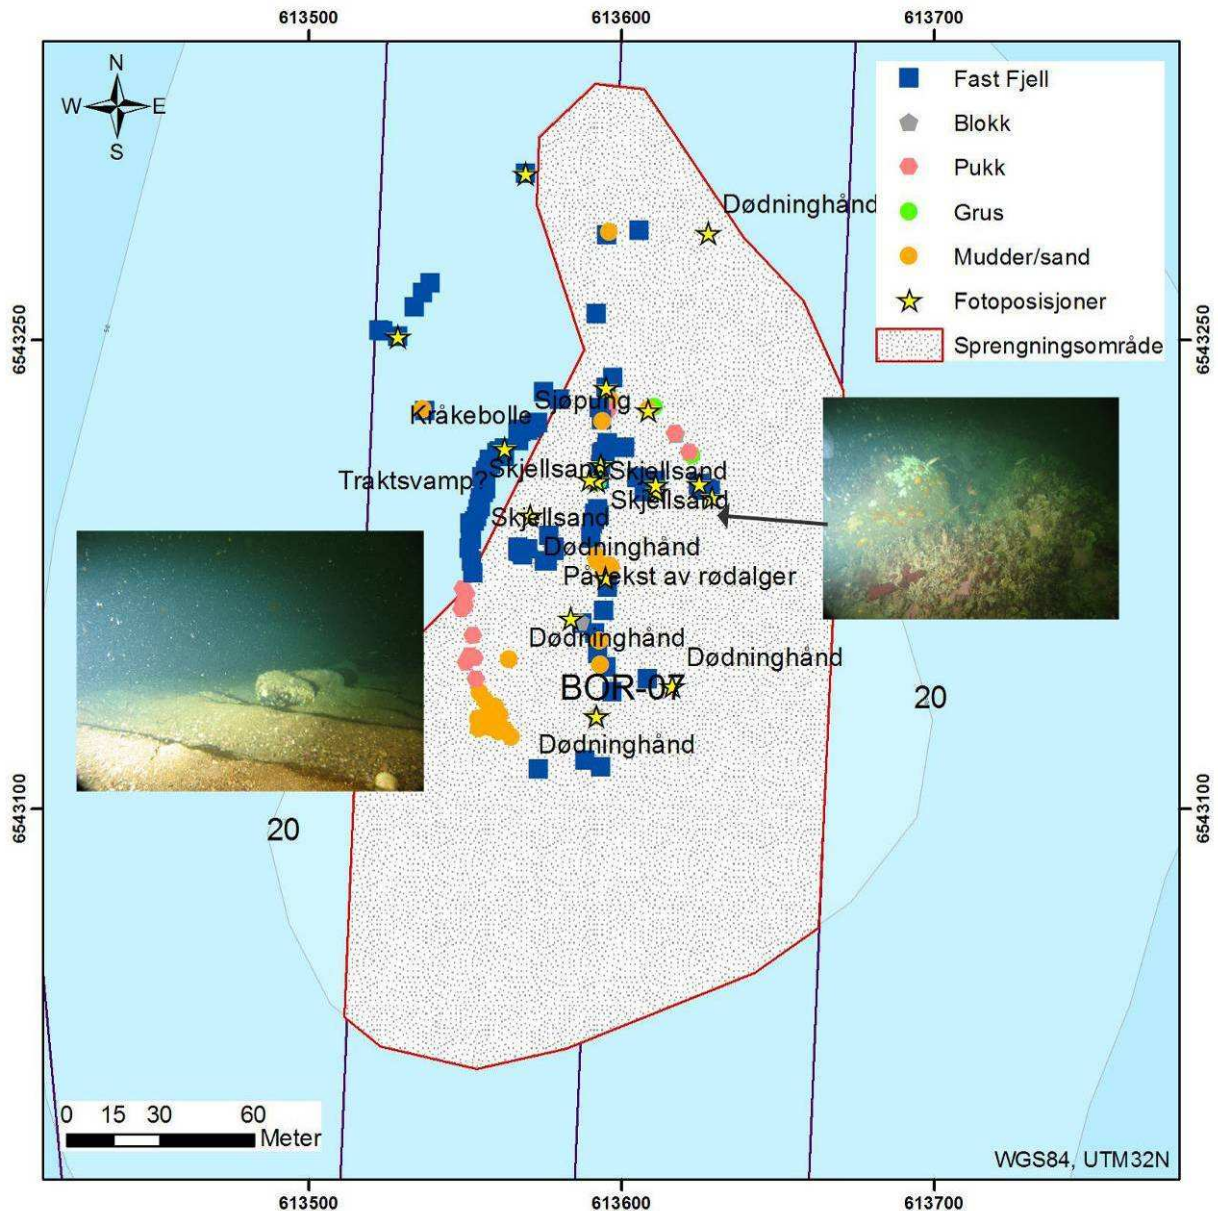 613500
613600
613700
N
W
E
S
Fast Fjell
Blokk
Pukk
Grus
Mudder/sand
Fotoposisjoner
Sprengningsområde
Dødninghånd
6543250
6543250
Sjøpung
Kråkebolle
Skjellsand
Skjellsand
Traktsvamp?
Skjellsand
Skjellsand
Dødninghånd
Påvekst av rødalger
Dødninghånd
Dødninghånd
BOR-07
20
Dødninghånd
6543100
6543100
20
0 15 30 60
Meter
WGS84, UTM32N
613500
613600
613700